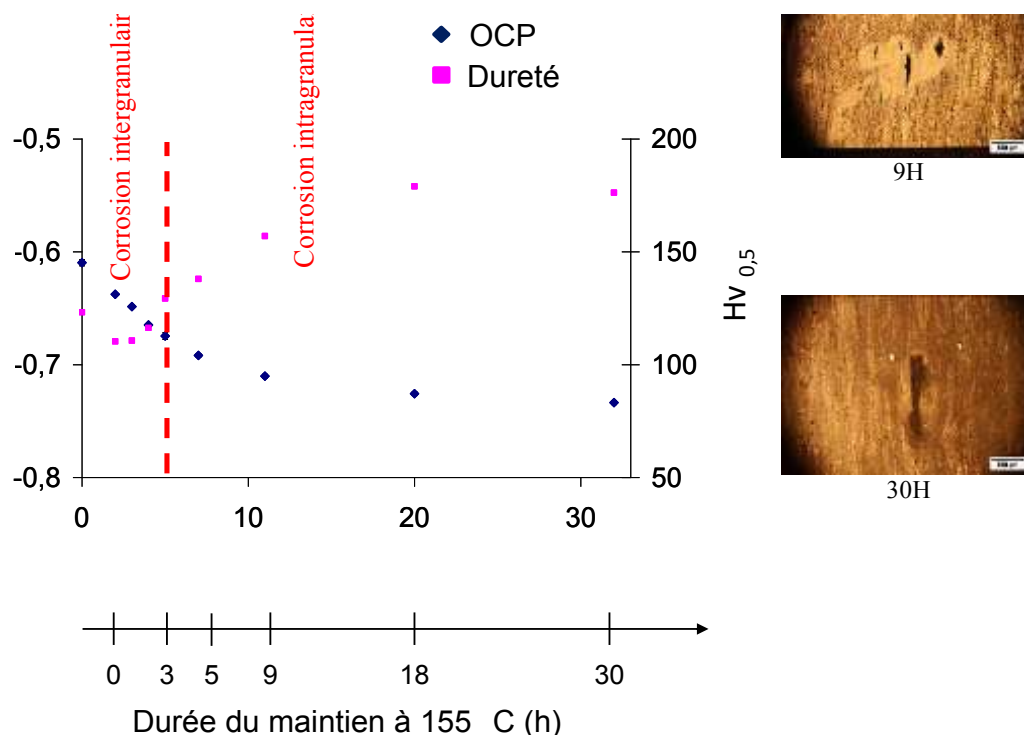 Corrosion intergranulair
Corrosion intragranula
OCP
Dureté
-0,5
-0,6
-0,7
-0,8
200
150
100
50
Hv 0,5
0
10
20
30
0
3
5
9
18
30
Durée du maintien à 155 C (h)
9H
30H